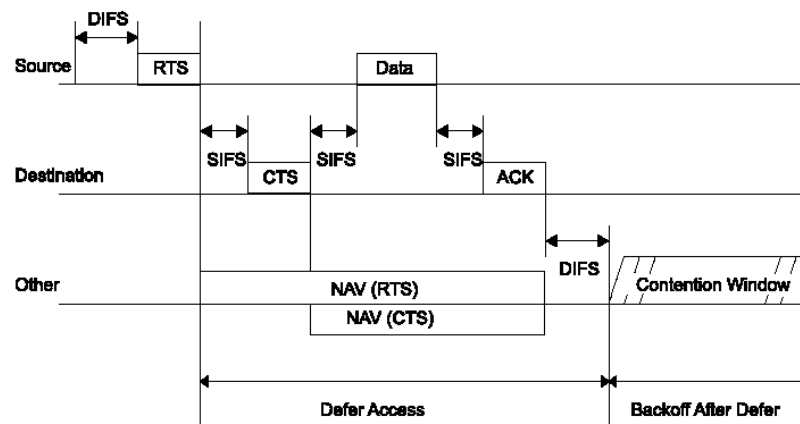 DIFS
Source
RTS
Data
SIFS
SIFS
SIFS
Destination
CTS
ACK
DIFS
Other
NAV (RTS)
Contention Window
NAV (CTS)
Defer Access
Backoff After Defer